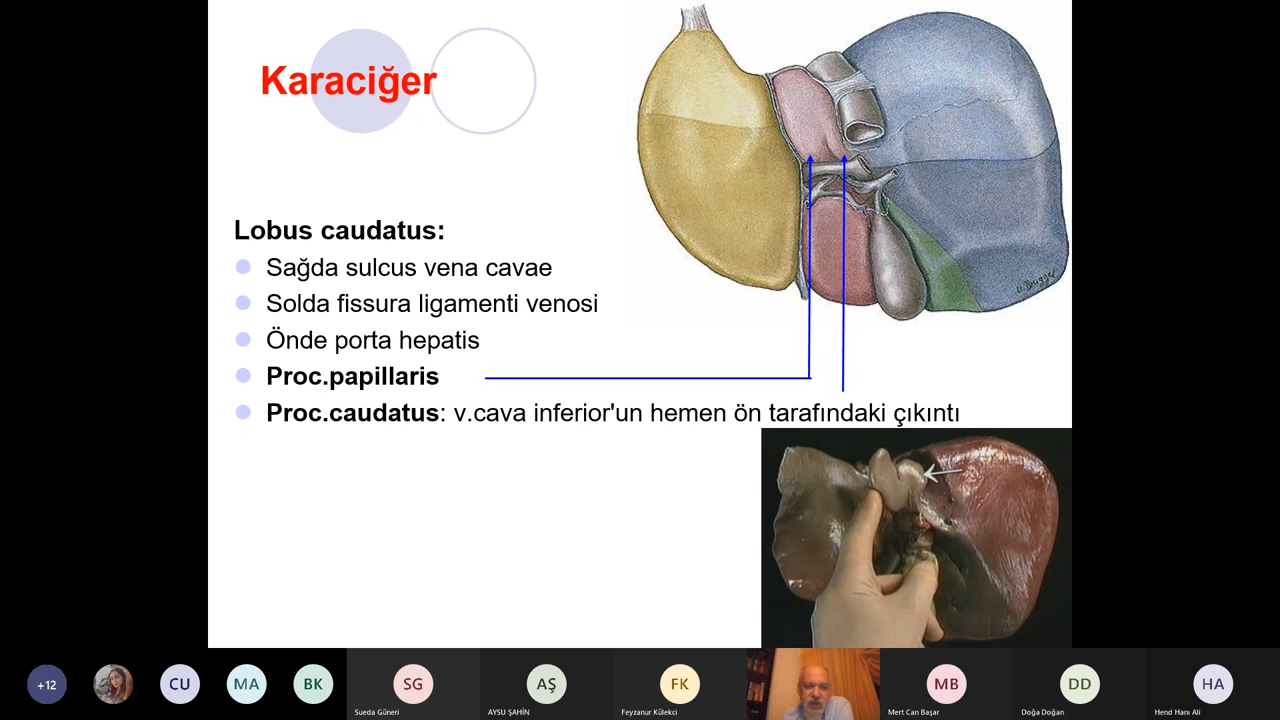 Karaciğer
Lobus caudatus:
Sağda sulcus vena cavae
Solda fissura ligamenti venosi
Önde porta hepatis
Proc.papillaris
Proc.caudatus: v.cava inferior'un hemen ön tarafındaki çıkıntı
+12
CU
MA
BK
SG
AŞ
FK
MB
DD
HA
Sueda Güneri
AYSU ŞAHİN
Feyzanur Külekci
Mert Can Başar
Doğa Doğan
Hend Hanı Ali